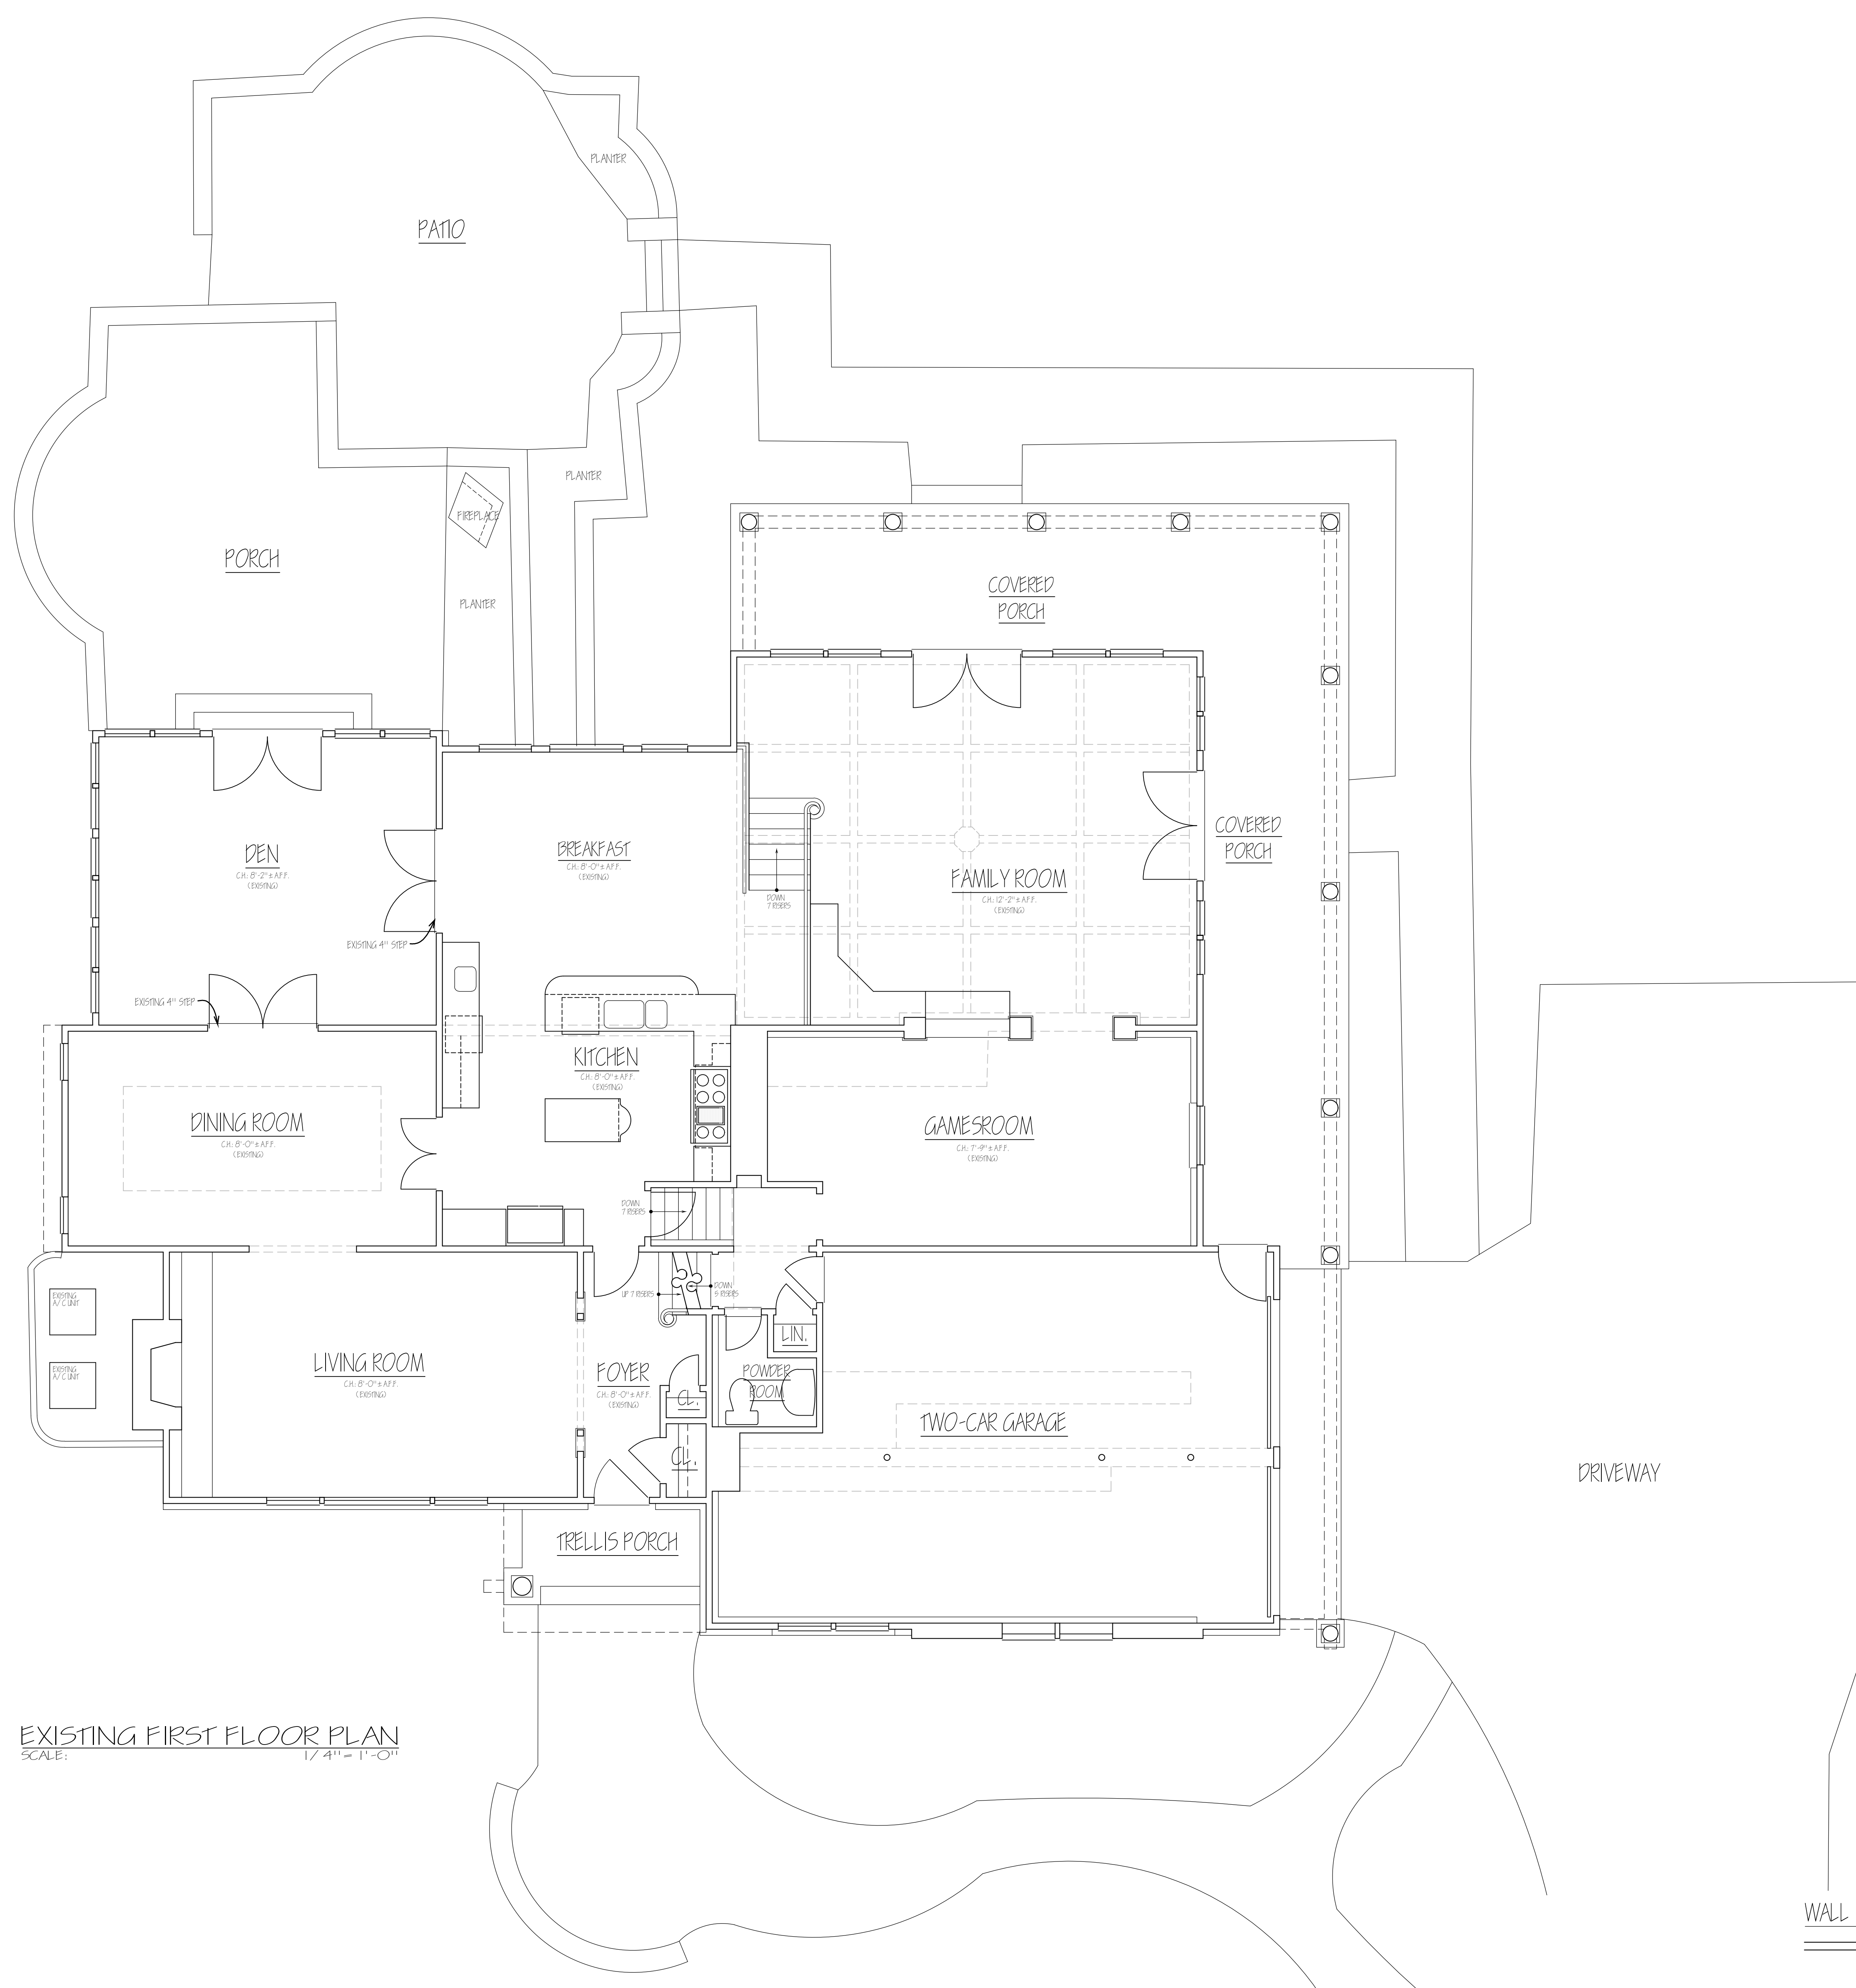 PLANTER
PATIO
PLANTER
FIREPLACE
PORCH
PLANTER
COVERED
PORCH
COVERED
PORCH
DEN
C.H.: 8'-2"± A.F.F.
(EXISTING)
BREAKFAST
C.H.: 8'-0"± A.F.F.
(EXISTING)
FAMILY ROOM
C.H.: 12'-2"± A.F.F.
(EXISTING)
DOWN
7 RISERS
EXISTING 4" STEP
EXISTING 4" STEP
KITCHEN
C.H.: 8'-0"± A.F.F.
(EXISTING)
DINING ROOM
C.H.: 8'-0"± A.F.F.
(EXISTING)
GAMESROOM
C.H.: 7'-9"± A.F.F.
(EXISTING)
DOWN
7 RISERS
EXISTING
A/C UNIT
UP 7 RISERS
DOWN
5 RISERS
LIN.
LIVING ROOM
C.H.: 8'-0"± A.F.F.
(EXISTING)
FOYER
C.H.: 8'-0"± A.F.F.
(EXISTING)
EXISTING
A/C UNIT
POWDER
ROOM
CL.
CL.
TWO-CAR GARAGE
DRIVEWAY
TRELLIS PORCH
EXISTING FIRST FLOOR PLAN
SCALE: 1/4"=1'-0"
WALL